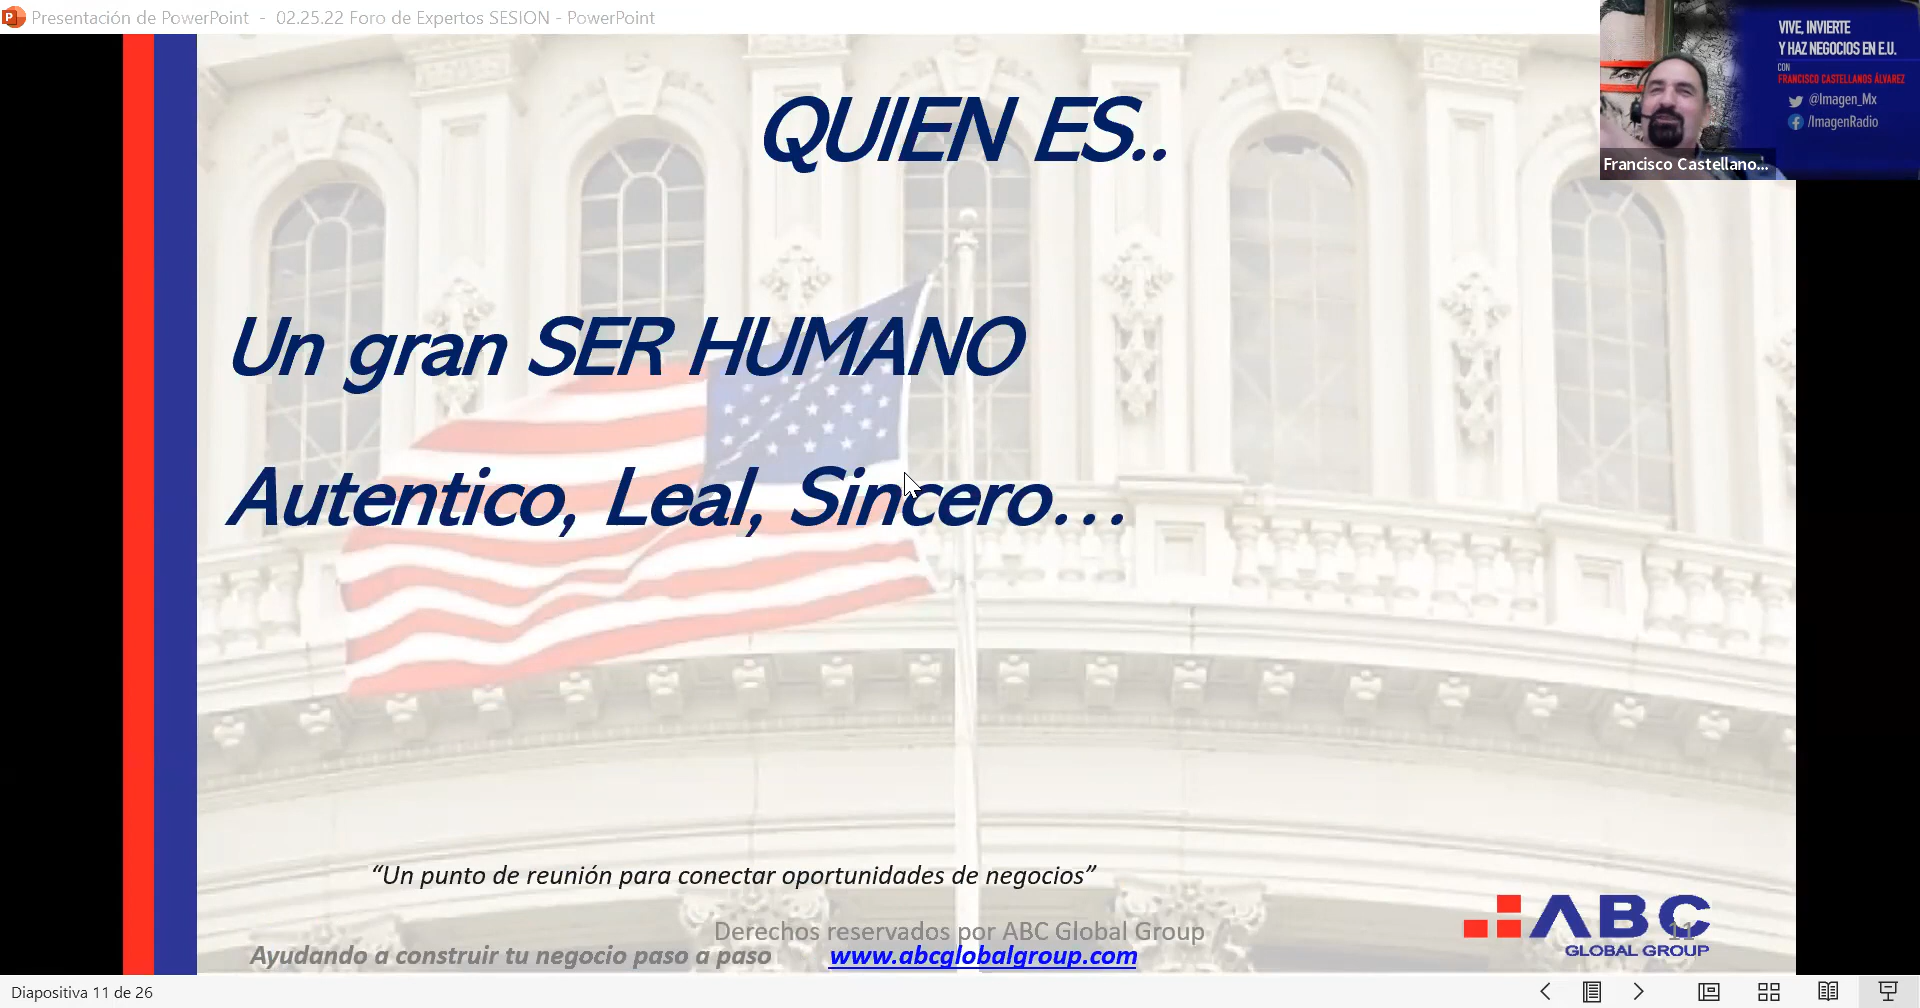 Presentación de PowerPoint - 02.25.22 Foro de Expertos SESION - PowerPoint
VIVE, INVIERTE
Y HAZ NEGOCIOS EN E.U.
CON
FRANCISCO CASTELLANOS ÁLVAREZ
@Imagen_Mx
/ImagenRadio
Francisco Castellano...
QUIEN ES..
Un gran SER HUMANO
Autentico, Leal, Sincero...
“Un punto de reunión para conectar oportunidades de negocios”
Derechos reservados por ABC Global Group
Ayudando a construir tu negocio paso a paso www.abcglobalgroup.com
ABC
11
GLOBAL GROUP
Diapositiva 11 de 26